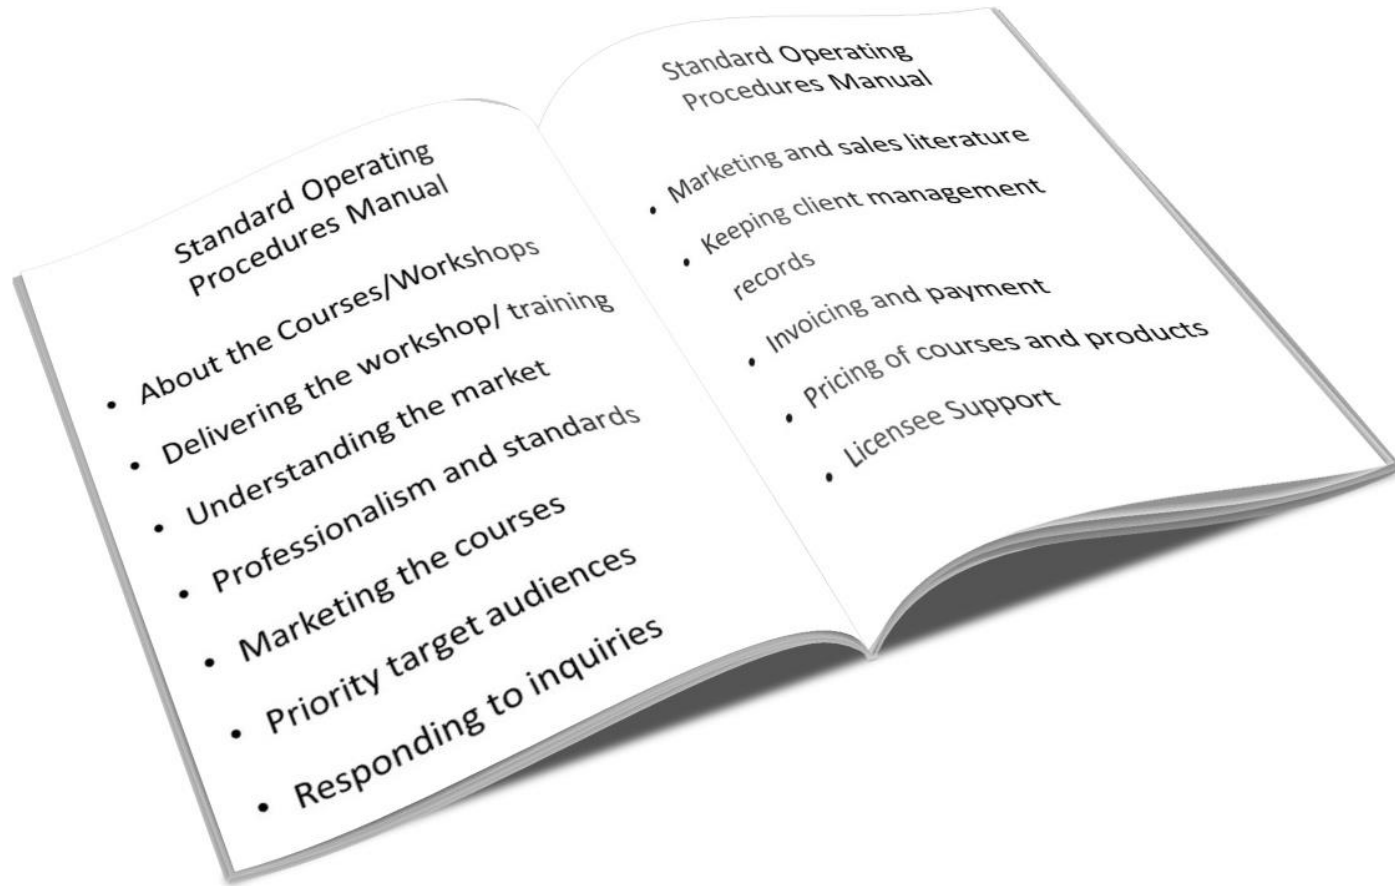 Standard Operating
Procedures Manual
• About the Courses/Workshops
• Delivering the workshop/ training
• Understanding the market
• Professionalism and standards
• Marketing the courses
• Priority target audiences
• Responding to inquiries
Standard Operating
Procedures Manual
• Marketing and sales literature
• Keeping client management
records
• Invoicing and payment
• Pricing of courses and products
• Licensee Support